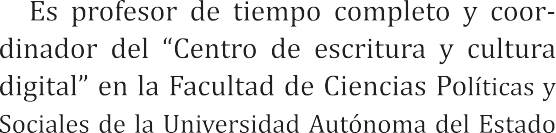 Es profesor de tiempo completo y coor-
dinador del “Centro de escritura y cultura
digital” en la Facultad de Ciencias Políticas y
Sociales de la Universidad Autónoma del Estado